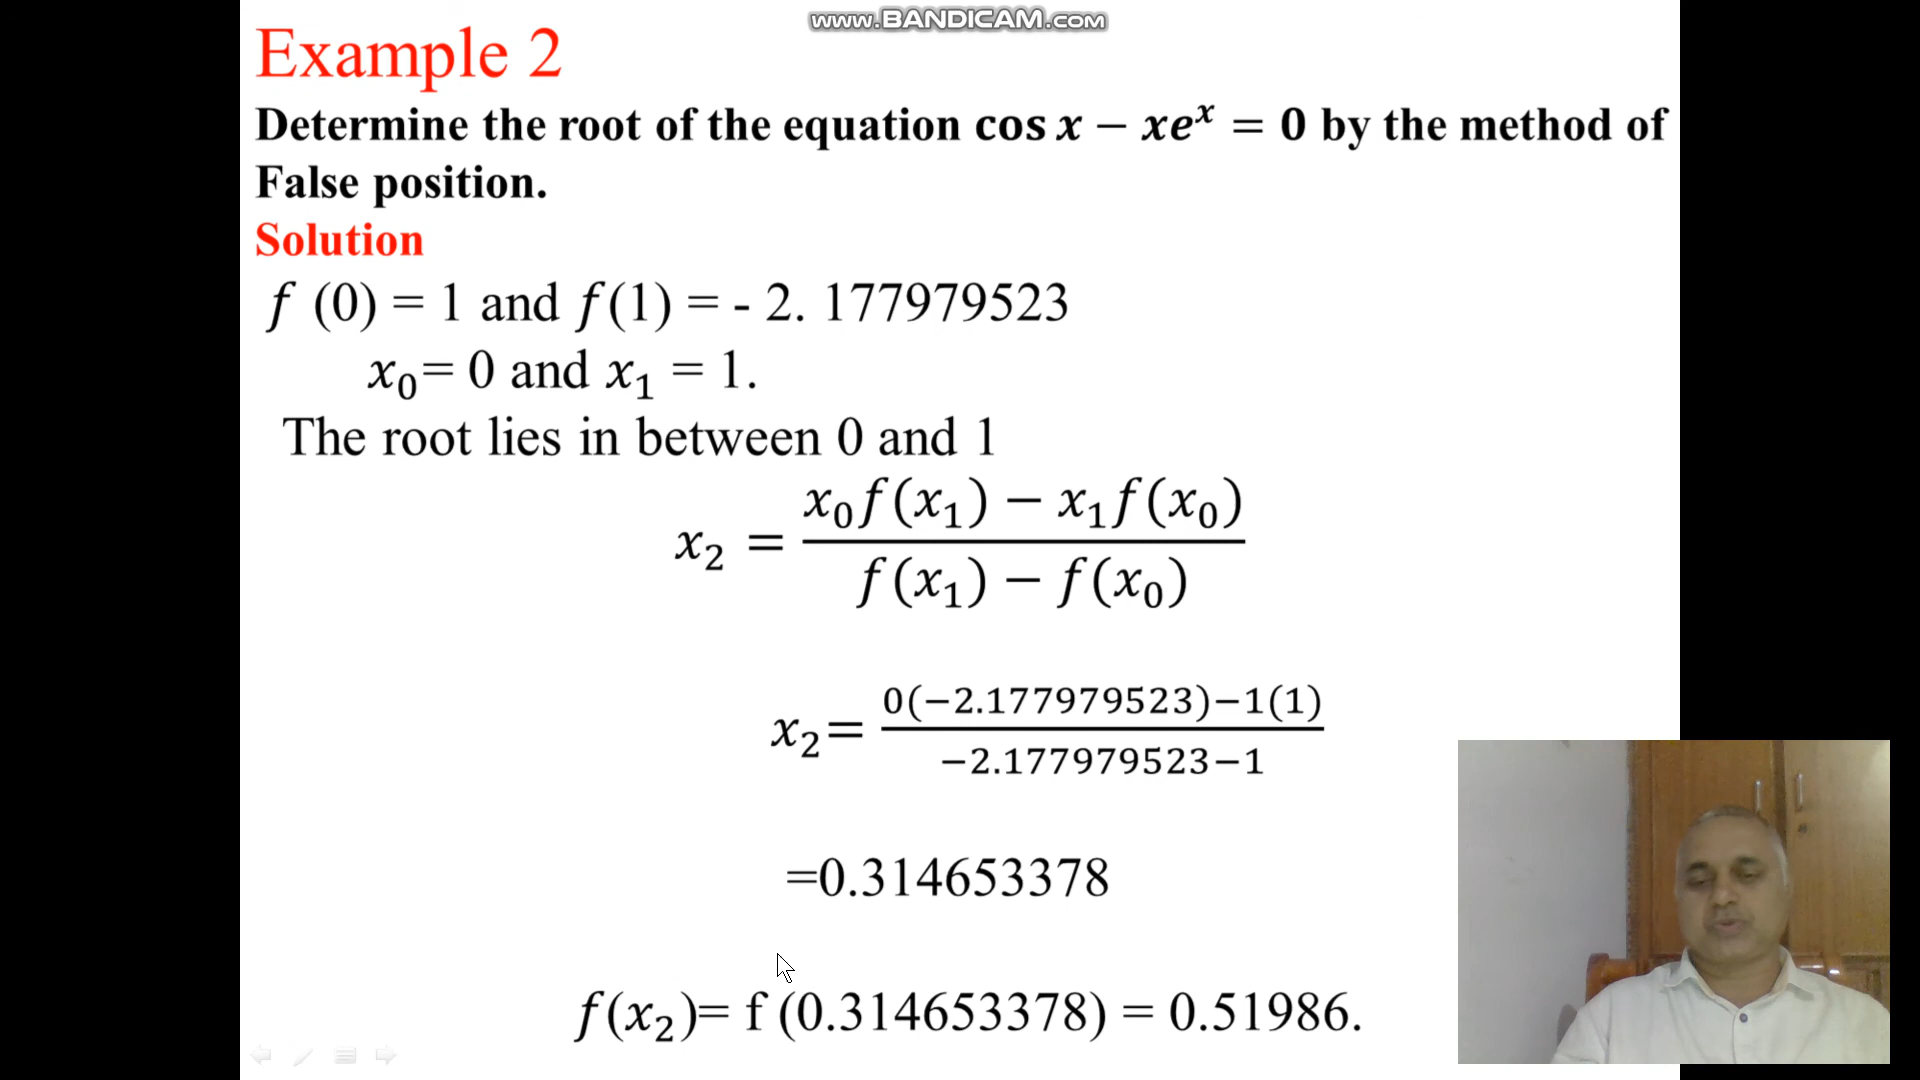 www.BANDICAM.com
Example 2
Determine the root of the equation cos x − xeˣ = 0 by the method of
False position.
Solution
f (0) = 1 and f(1) = - 2. 177979523
x₀= 0 and x₁ = 1.
The root lies in between 0 and 1
x₂ = (x₀f(x₁) − x₁f(x₀)) / (f(x₁) − f(x₀))
x₂= (0(−2.177979523)−1(1)) / (−2.177979523−1)
=0.314653378
f(x₂)= f (0.314653378) = 0.51986.